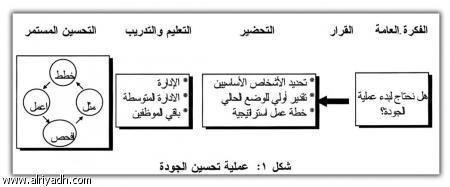 الفكرة العامة القرار التحضير التعليم والتدريب التحسين المستمر
هل نحتاج لبدء عملية
الجودة؟
* تحديد الأشخاص الأساسيين
* تقدير أولي للوضع الحالي
* خطة عمل استراتيجية
* الإدارة
* الادارة المتوسطة
* باقي الموظفين
خطط
مثل
إعمل
افحص
شكل ١: عملية تحسين الجودة
www.alriyadh.com